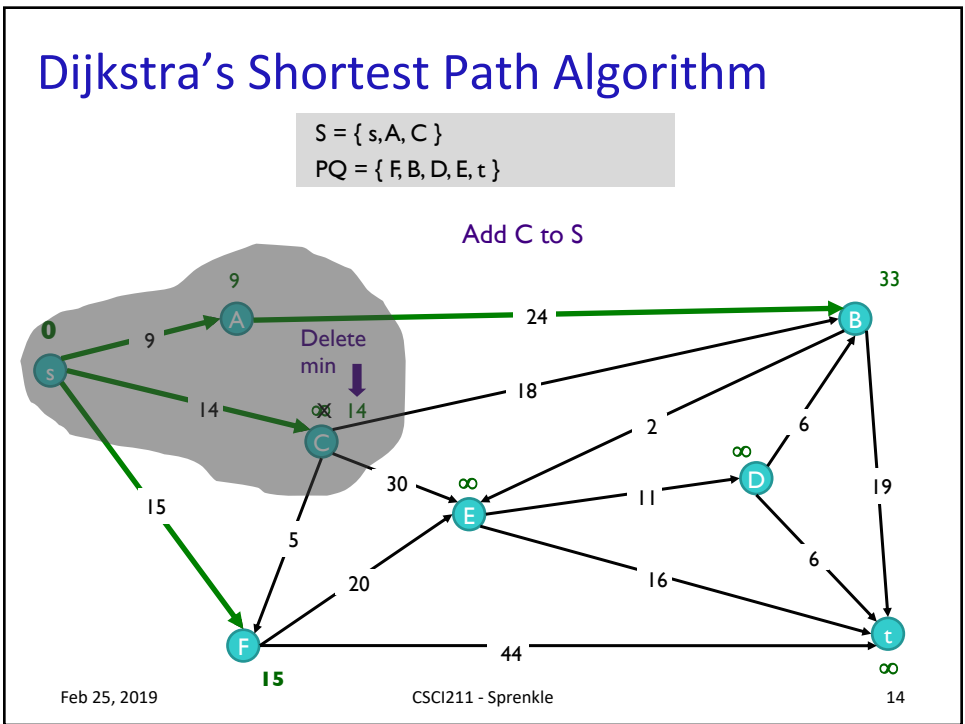 Dijkstra’s Shortest Path Algorithm
S = { s, A, C }
PQ = { F, B, D, E, t }
Add C to S
9
33
0
A
24
B
9
Delete
min
s
18
14
∞ 14
C
2
6
∞
30
∞
D
19
11
E
15
5
6
20
16
F
44
t
15
∞
Feb 25, 2019
CSCI211 - Sprenkle
14